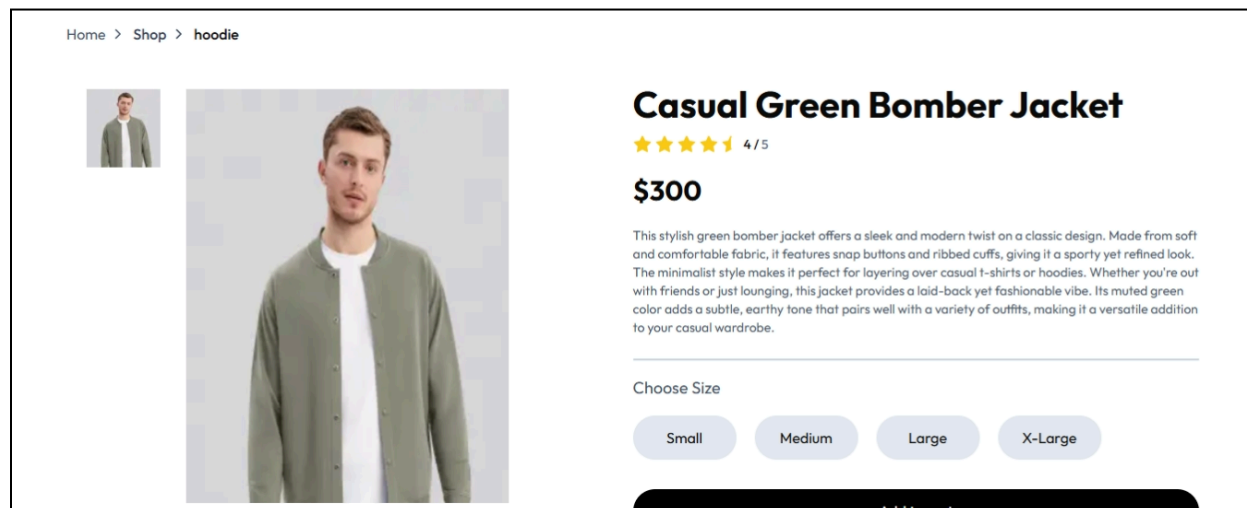 Home > Shop > hoodie
Casual Green Bomber Jacket
4/5
$300
This stylish green bomber jacket offers a sleek and modern twist on a classic design. Made from soft
and comfortable fabric, it features snap buttons and ribbed cuffs, giving it a sporty yet refined look.
The minimalist style makes it perfect for layering over casual t-shirts or hoodies. Whether you're out
with friends or just lounging, this jacket provides a laid-back yet fashionable vibe. Its muted green
color adds a subtle, earthy tone that pairs well with a variety of outfits, making it a versatile addition
to your casual wardrobe.
Choose Size
Small Medium Large X-Large